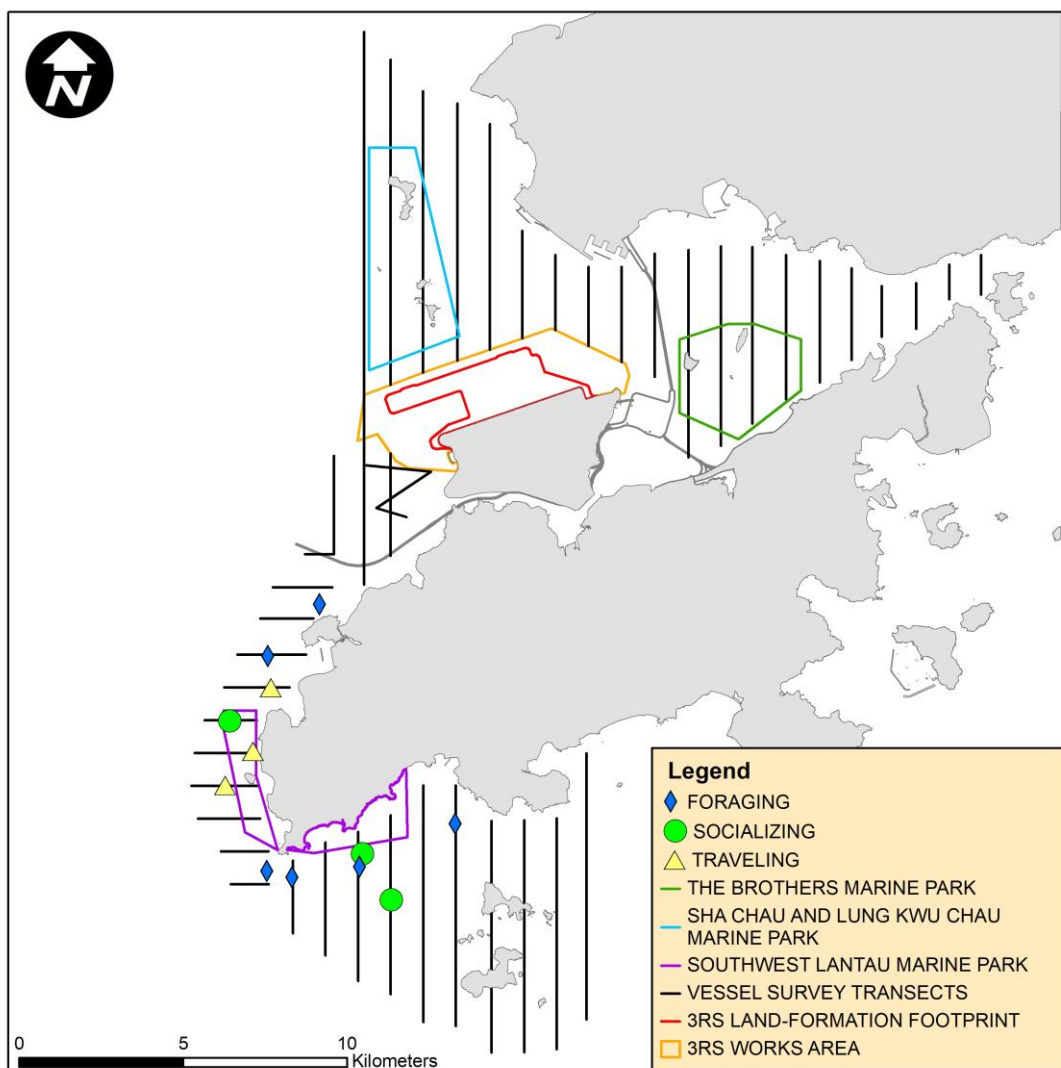 N
Legend
FORAGING
SOCIALIZING
TRAVELING
THE BROTHERS MARINE PARK
SHA CHAU AND LUNG KWU CHAU
MARINE PARK
SOUTHWEST LANTAU MARINE PARK
VESSEL SURVEY TRANSECTS
3RS LAND-FORMATION FOOTPRINT
3RS WORKS AREA
0 5 10
Kilometers